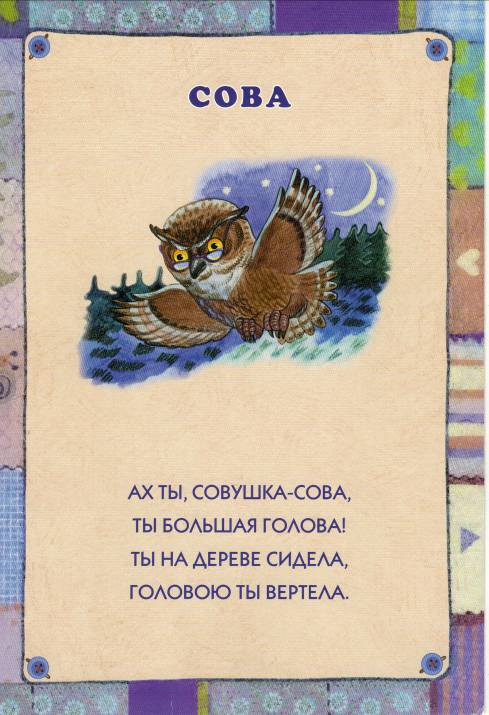 СОВА
АХ ТЫ, СОВУШКА-СОВА,
ТЫ БОЛЬШАЯ ГОЛОВА!
ТЫ НА ДЕРЕВЕ СИДЕЛА,
ГОЛОВОЮ ТЫ ВЕРТЕЛА.